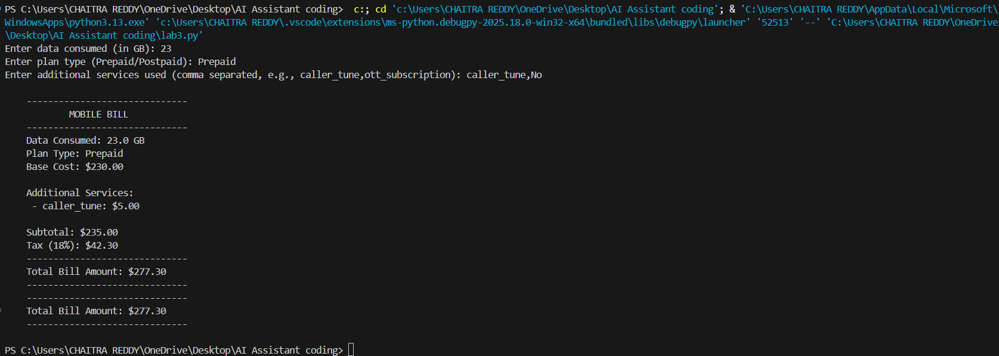 PS C:\Users\CHAITRA REDDY\OneDrive\Desktop\AI Assistant coding>  c:; cd 'c:\Users\CHAITRA REDDY\OneDrive\Desktop\AI Assistant coding'; & 'C:\Users\CHAITRA REDDY\AppData\Local\Microsoft\
WindowsApps\python3.13.exe' 'c:\Users\CHAITRA REDDY\.vscode\extensions\ms-python.debugpy-2025.18.0-win32-x64\bundled\libs\debugpy\launcher' '52513' '--' 'C:\Users\CHAITRA REDDY\OneDrive
\Desktop\AI Assistant coding\lab3.py'
Enter data consumed (in GB): 23
Enter plan type (Prepaid/Postpaid): Prepaid
Enter additional services used (comma separated, e.g., caller_tune,ott_subscription): caller_tune,No
------------------------------
MOBILE BILL
------------------------------
Data Consumed: 23.0 GB
Plan Type: Prepaid
Base Cost: $230.00
Additional Services:
- caller_tune: $5.00
Subtotal: $235.00
Tax (18%): $42.30
------------------------------
Total Bill Amount: $277.30
------------------------------
------------------------------
Total Bill Amount: $277.30
------------------------------
PS C:\Users\CHAITRA REDDY\OneDrive\Desktop\AI Assistant coding>